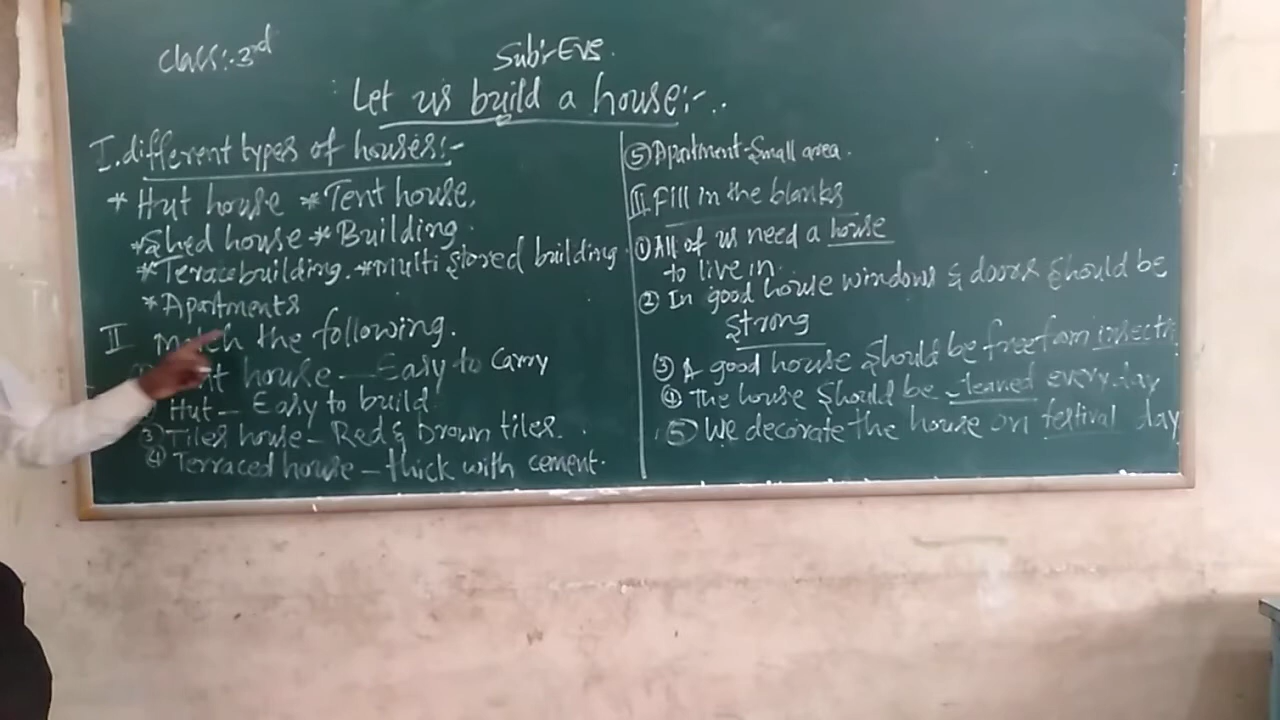 Class:-3rd
Sub:-EVS.
Let us build a house:-.
I. different types of houses:-
* Hut house * Tent house,
* Shed house * Building.
* Terace building. * Multi stored building.
* Apartments
II Match the following.
house – Easy to Carry
Hut – Easy to build
③ Tiles house – Red & brown tiles.
④ Terraced house – thick with cement.
⑤ Apartment – Small area.
III Fill in the blanks
① All of us need a house
to live in.
② In good house windows & doors should be
strong
③ A good house should be free fom insects
④ The house should be cleaned every day
⑤ We decorate the house on festival day